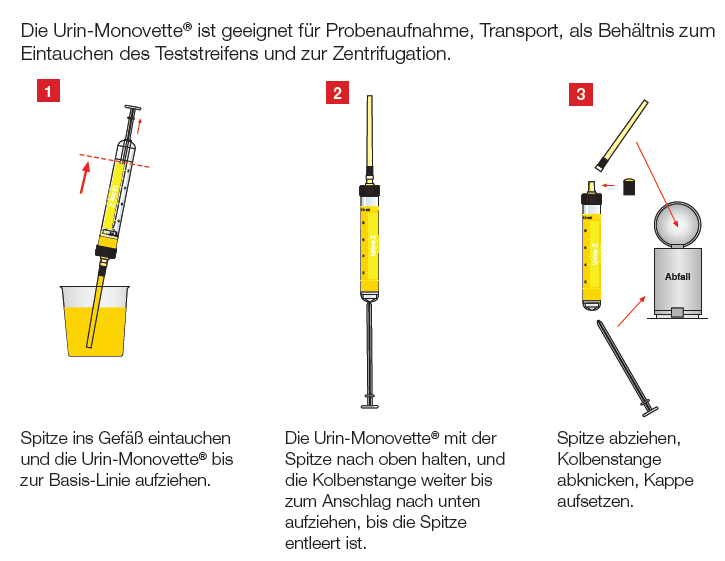 Die Urin-Monovette® ist geeignet für Probenaufnahme, Transport, als Behältnis zum
Eintauchen des Teststreifens und zur Zentrifugation.
1
2
3
Abfall
Spitze ins Gefäß eintauchen
und die Urin-Monovette® bis
zur Basis-Linie aufziehen.
Die Urin-Monovette® mit der
Spitze nach oben halten, und
die Kolbenstange weiter bis
zum Anschlag nach unten
aufziehen, bis die Spitze
entleert ist.
Spitze abziehen,
Kolbenstange
abknicken, Kappe
aufsetzen.